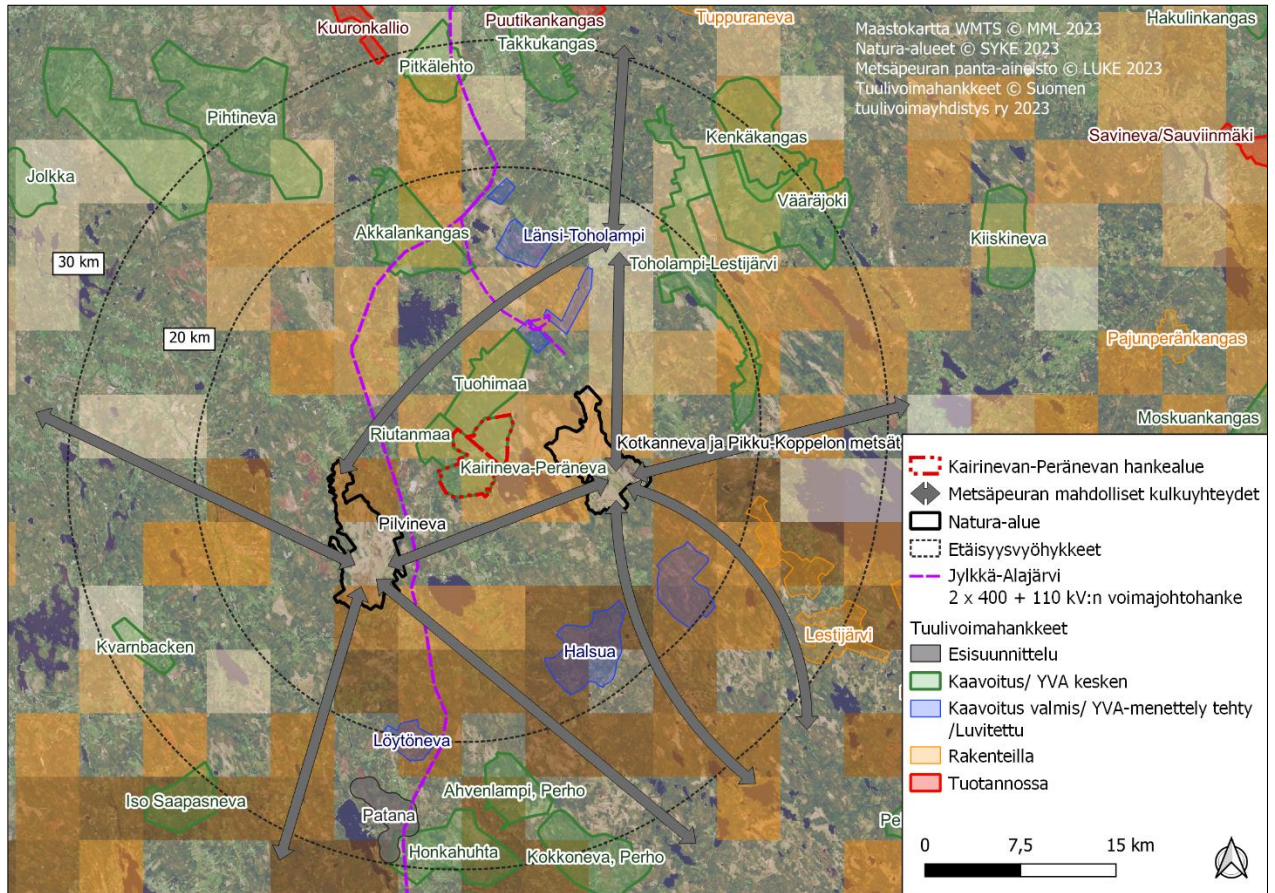 Kuuronkallio
Puutikankangas
Takkukangas
Tuppuraneva
Hakulinkangas
Maastokartta WMTS © MML 2023
Natura-alueet © SYKE 2023
Metsäpeuran panta-aineisto © LUKE 2023
Tuulivoimahankkeet © Suomen
tuulivoimayhdistys ry 2023
Pitkälehto
Pihtineva
Kenkäkangas
Savineva/Sauviinmäki
Jolkka
Vääräjoki
Akkalankangas
Länsi-Toholampi
Kiiskineva
30 km
Toholampi-Lestijärvi
20 km
Pajunperänkangas
Tuohimaa
Moskuankangas
Riutanmaa
Kotkanneva ja Pikku-Koppelon metsät
Kairineva-Peräneva
Pilvineva
Kvarnbacken
Halsua
Lestijärvi
Löytöneva
Iso Saapasneva
Ahvenlampi, Perho
Patana
Honkahuhta
Kokkoneva, Perho
Pe
Kairinevan-Peränevan hankealue
Metsäpeuran mahdolliset kulkuyhteydet
Natura-alue
Etäisyysvyöhykkeet
Jylkkä-Alajärvi
2 x 400 + 110 kV:n voimajohtohanke
Tuulivoimahankkeet
Esisuunnittelu
Kaavoitus/ YVA kesken
Kaavoitus valmis/ YVA-menettely tehty
/Luvitettu
Rakenteilla
Tuotannossa
0 7,5 15 km